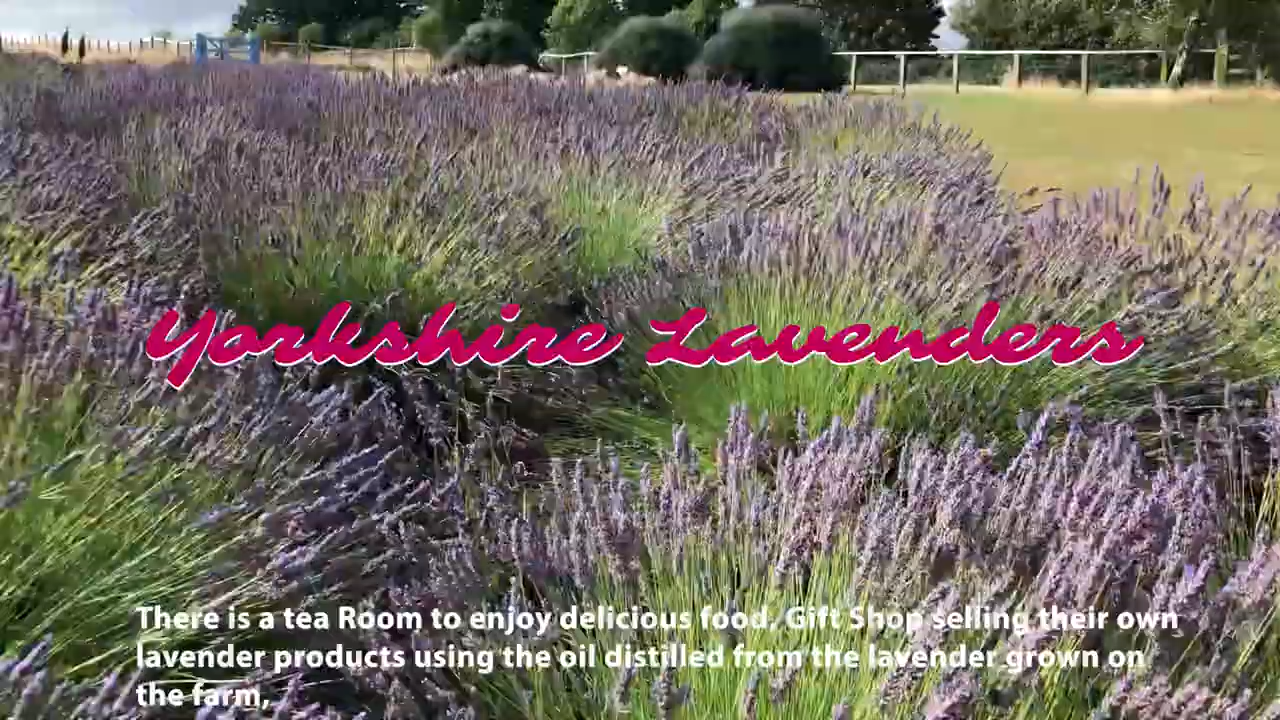 Yorkshire Lavenders
There is a tea Room to enjoy delicious food, Gift Shop selling their own
lavender products using the oil distilled from the lavender grown on
the farm,